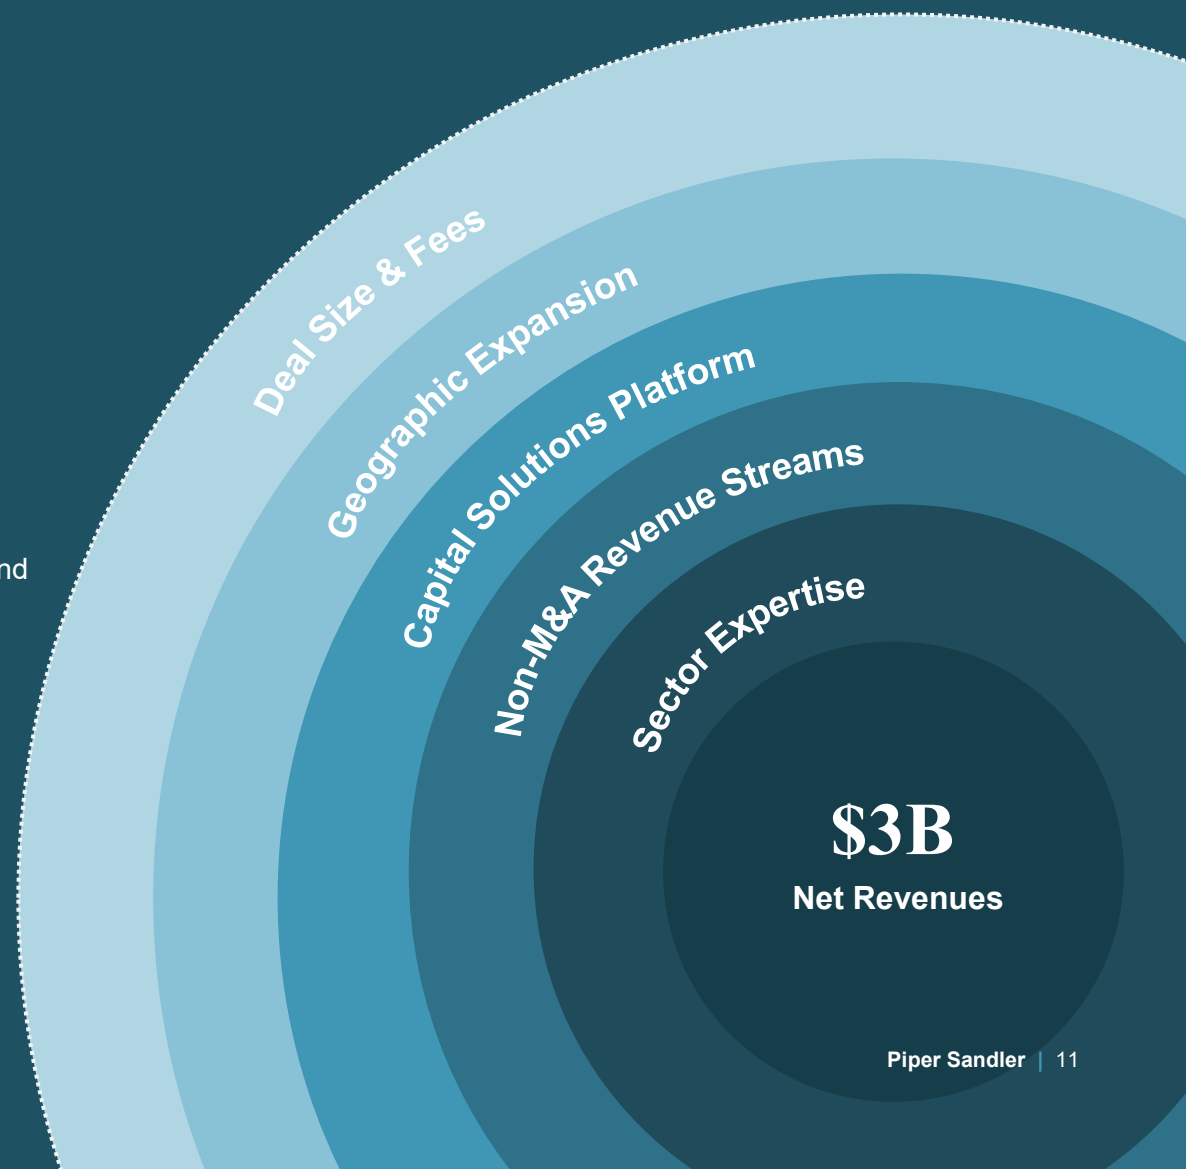 Deal Size & Fees
Geographic Expansion
Capital Solutions Platform
Non-M&A Revenue Streams
Sector Expertise
$3B
Net Revenues
Piper Sandler | 11